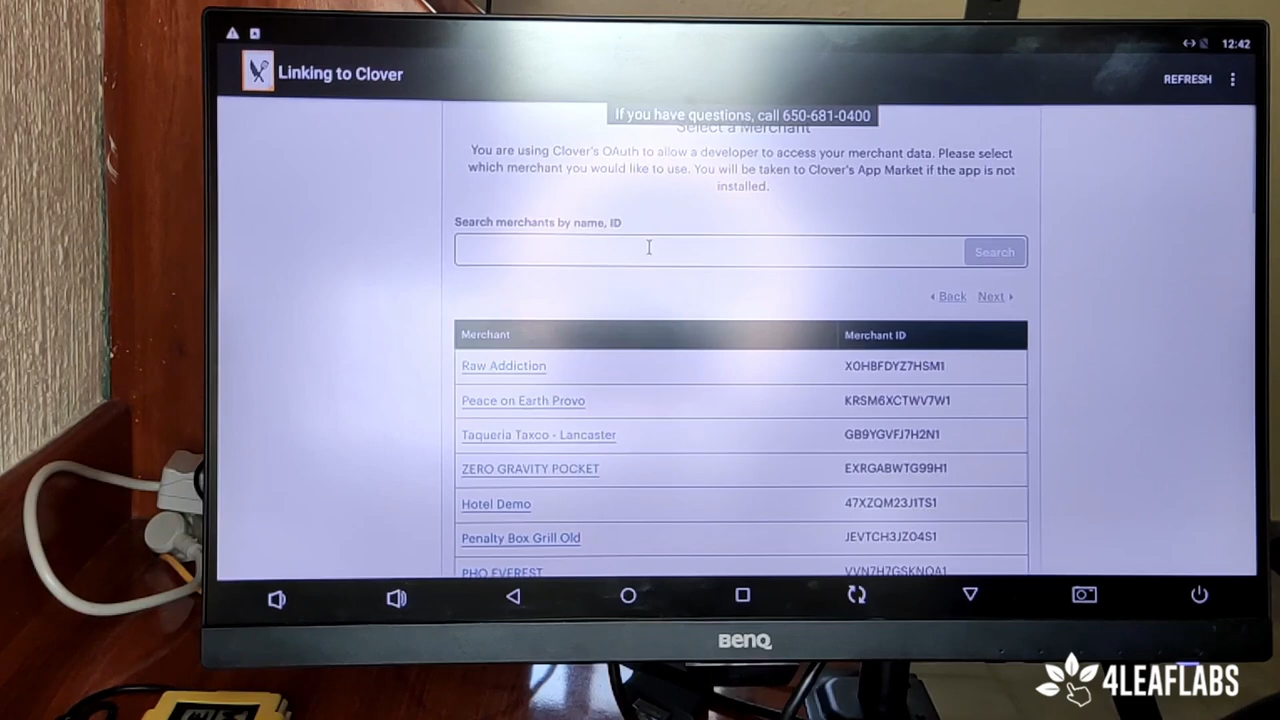 12:42
Linking to Clover
REFRESH
If you have questions, call 650-681-0400
Select a Merchant
You are using Clover's OAuth to allow a developer to access your merchant data. Please select
which merchant you would like to use. You will be taken to Clover's App Market if the app is not
installed.
Search merchants by name, ID
Search
Back Next
Merchant Merchant ID
Raw Addiction X0HBFDYZ7HSM1
Peace on Earth Provo KRSM6XCTWV7W1
Taqueria Taxco - Lancaster GB9YGVFJ7H2N1
ZERO GRAVITY POCKET EXRGABWTG99H1
Hotel Demo 47XZQM23J1TS1
Penalty Box Grill Old JEVTCH3JZ04S1
PHO EVEREST VVN7H7GSKNQA1
BenQ
4LEAFLABS